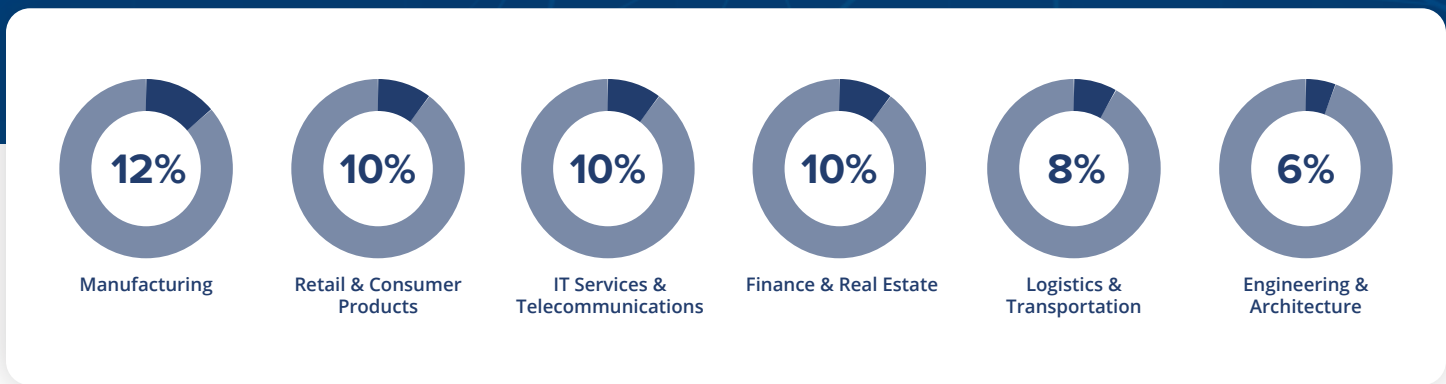 12%
Manufacturing
10%
Retail & Consumer
Products
10%
IT Services &
Telecommunications
10%
Finance & Real Estate
8%
Logistics &
Transportation
6%
Engineering &
Architecture